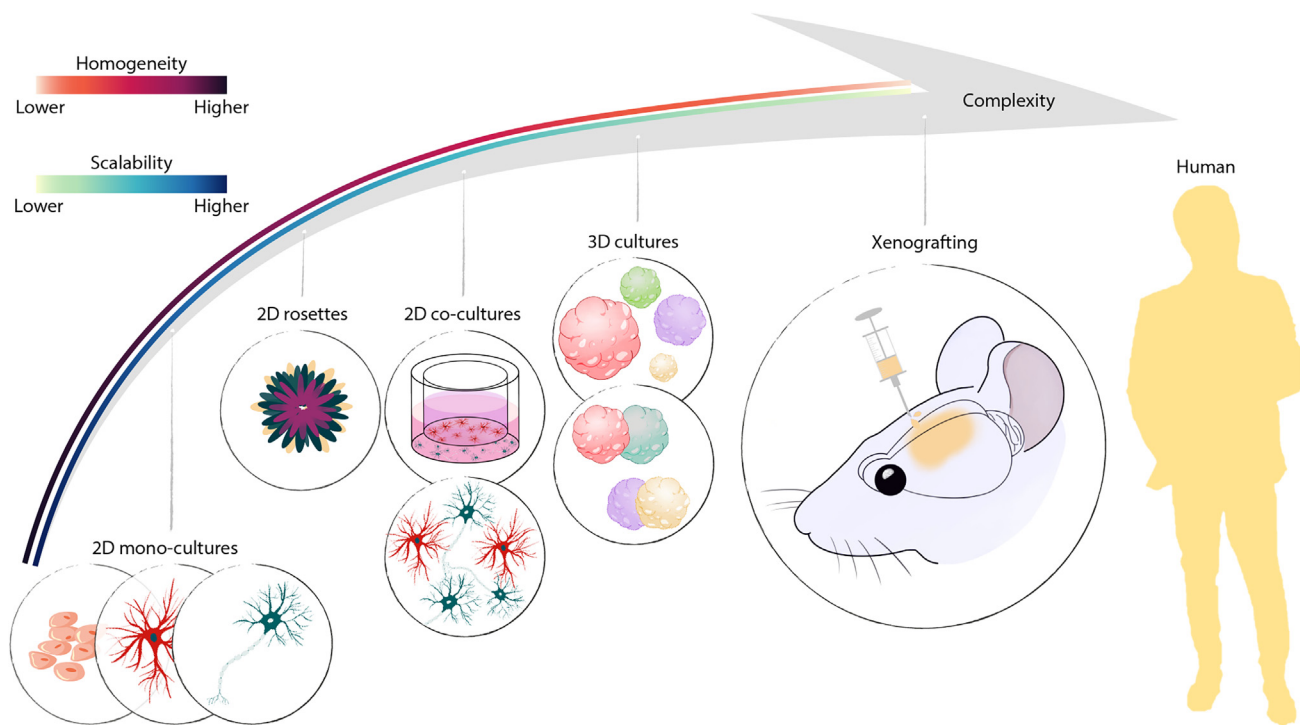 Homogeneity
Lower Higher
Scalability
Lower Higher
Complexity
Human
Xenografting
3D cultures
2D rosettes
2D co-cultures
2D mono-cultures